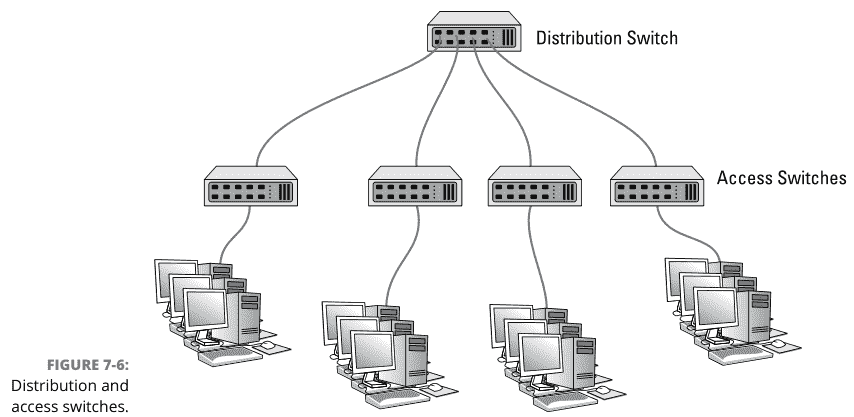 Distribution Switch
Access Switches
FIGURE 7-6:
Distribution and
access switches.